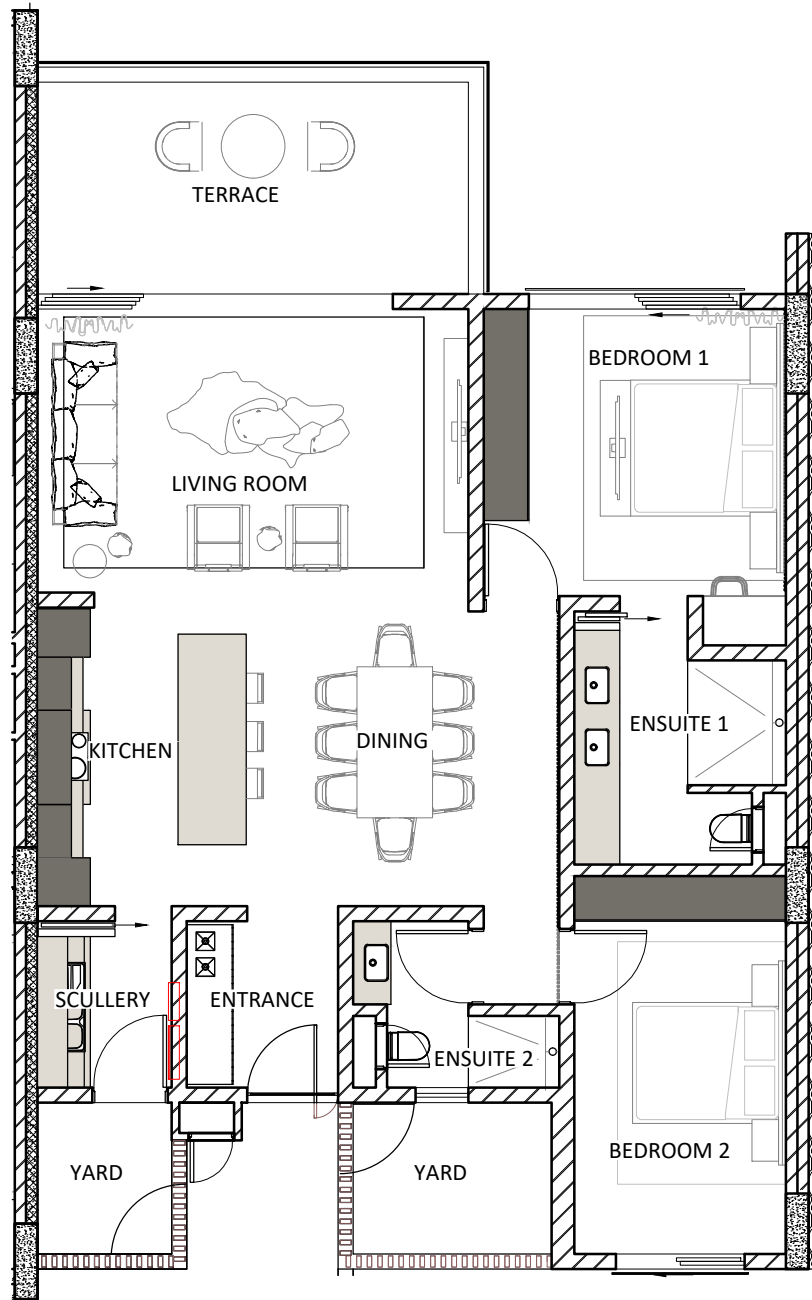 TERRACE
BEDROOM 1
LIVING ROOM
ENSUITE 1
KITCHEN
DINING
SCULLERY
ENTRANCE
ENSUITE 2
YARD
YARD
BEDROOM 2